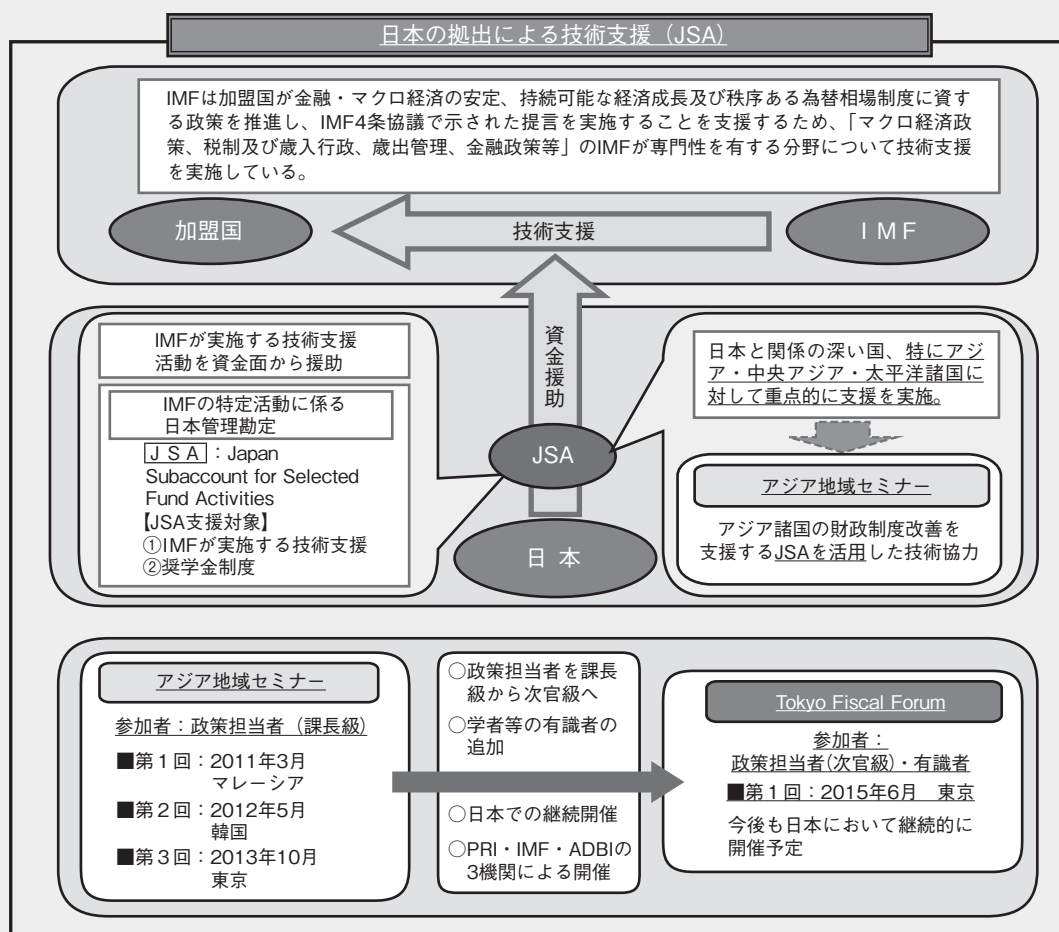 日本の拠出による技術支援（JSA）
IMFは加盟国が金融・マクロ経済の安定、持続可能な経済成長及び秩序ある為替相場制度に資す
る政策を推進し、IMF4条協議で示された提言を実施することを支援するため、「マクロ経済政
策、税制及び歳入行政、歳出管理、金融政策等」のIMFが専門性を有する分野について技術支援
を実施している。
加盟国
技術支援
ＩＭＦ
IMFが実施する技術支援
活動を資金面から援助
IMFの特定活動に係る
日本管理勘定
ＪＳＡ：Japan
Subaccount for Selected
Fund Activities
【JSA支援対象】
①IMFが実施する技術支援
②奨学金制度
資金援助
JSA
日本
日本と関係の深い国、特にアジ
ア・中央アジア・太平洋諸国に
対して重点的に支援を実施。
アジア地域セミナー
アジア諸国の財政制度改善を
支援するJSAを活用した技術協力
アジア地域セミナー
参加者：政策担当者（課長級）
■第１回：2011年3月
マレーシア
■第２回：2012年5月
韓国
■第３回：2013年10月
東京
○政策担当者を課長
級から次官級へ
○学者等の有識者の
追加
○日本での継続開催
○PRI・IMF・ADBIの
3機関による開催
Tokyo Fiscal Forum
参加者：
政策担当者(次官級)・有識者
■第１回：2015年6月　東京
今後も日本において継続的に
開催予定